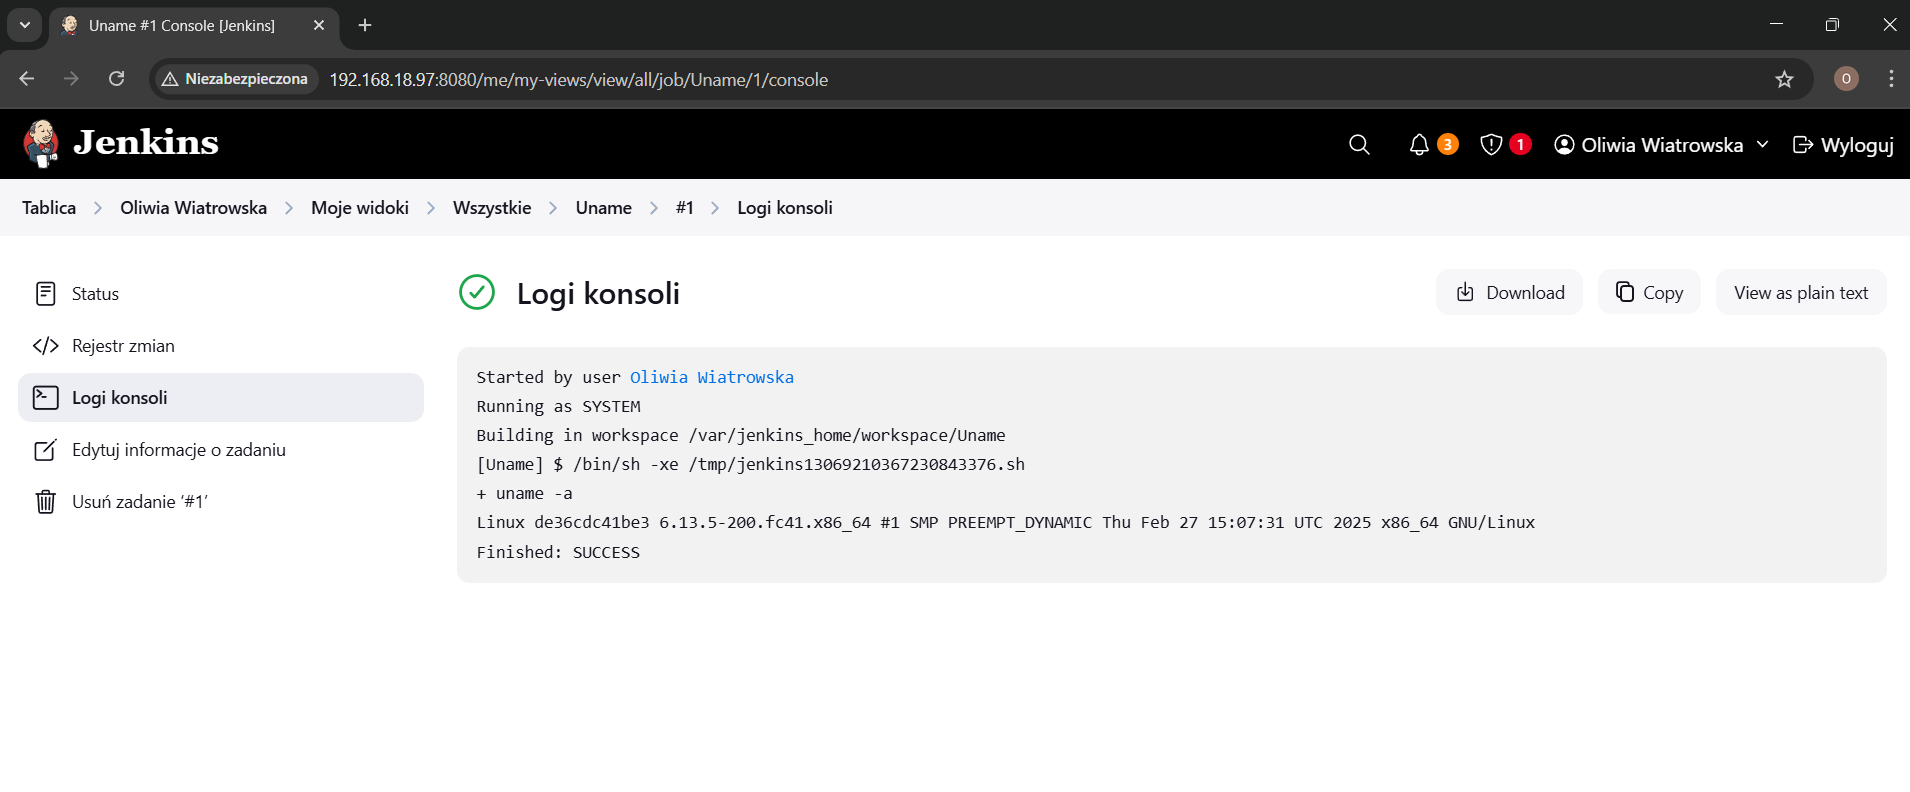 Uname #1 Console [Jenkins]
Niezabezpieczona 192.168.18.97:8080/me/my-views/view/all/job/Uname/1/console O
Jenkins 3 1 Oliwia Wiatrowska Wyloguj
Tablica Oliwia Wiatrowska Moje widoki Wszystkie Uname #1 Logi konsoli
Status
Rejestr zmian
Logi konsoli
Edytuj informacje o zadaniu
Usuń zadanie ‘#1’
Logi konsoli
Download Copy View as plain text
Started by user Oliwia Wiatrowska
Running as SYSTEM
Building in workspace /var/jenkins_home/workspace/Uname
[Uname] $ /bin/sh -xe /tmp/jenkins13069210367230843376.sh
+ uname -a
Linux de36cdc41be3 6.13.5-200.fc41.x86_64 #1 SMP PREEMPT_DYNAMIC Thu Feb 27 15:07:31 UTC 2025 x86_64 GNU/Linux
Finished: SUCCESS